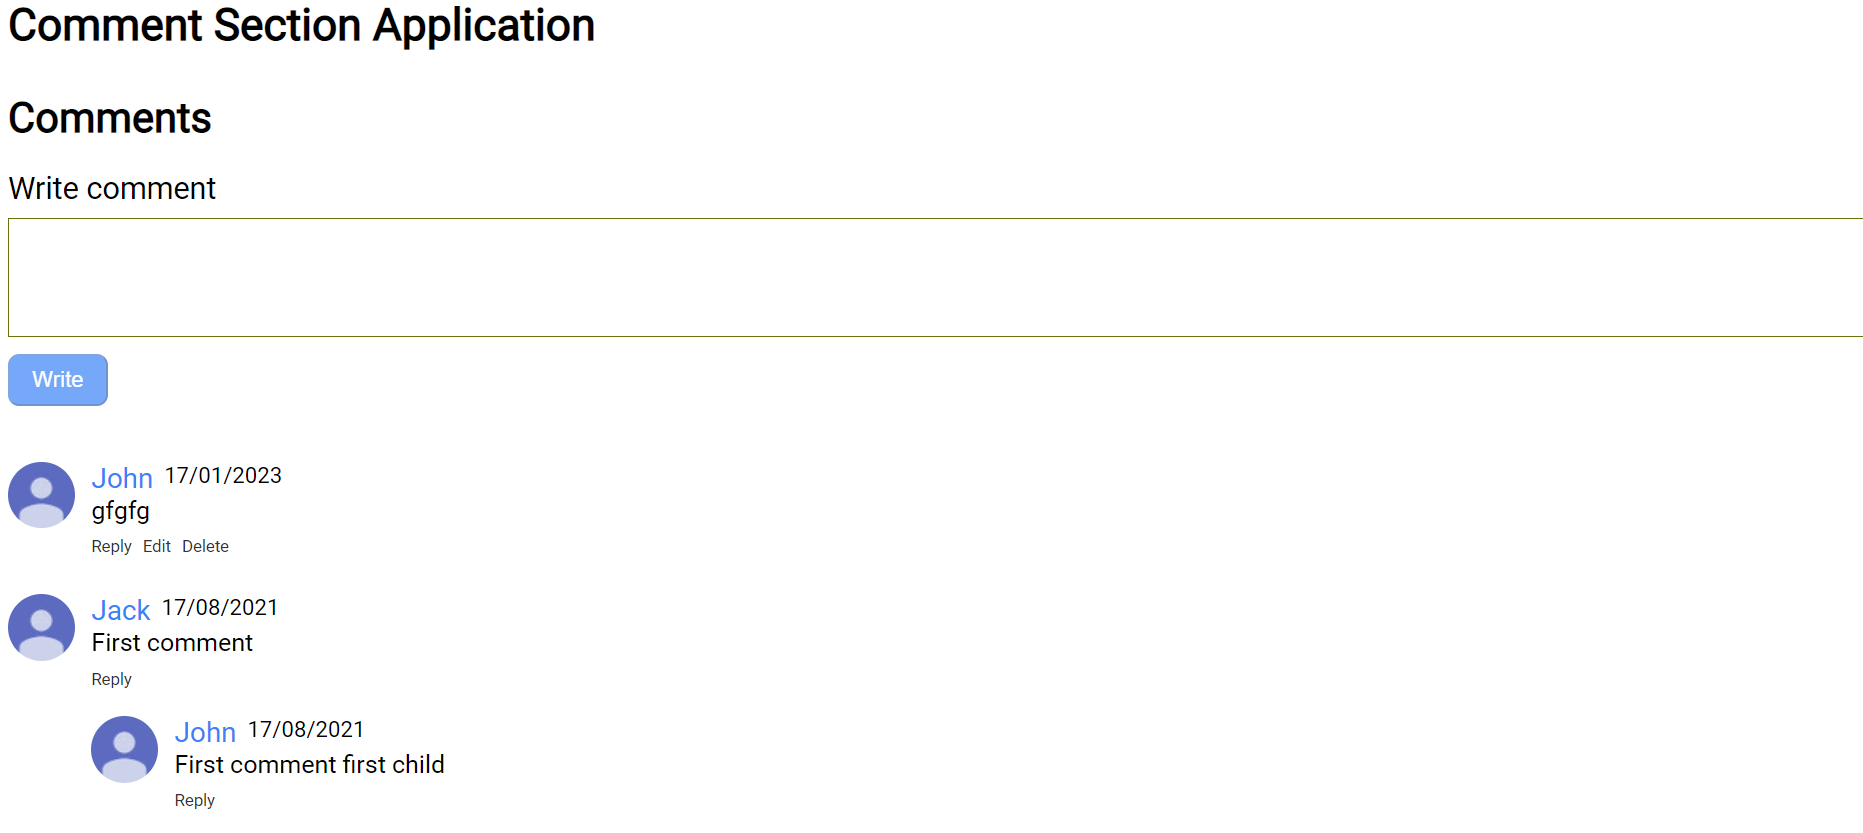 Comment Section Application
Comments
Write comment
Write
John 17/01/2023
gfgfg
Reply Edit Delete
Jack 17/08/2021
First comment
Reply
John 17/08/2021
First comment first child
Reply